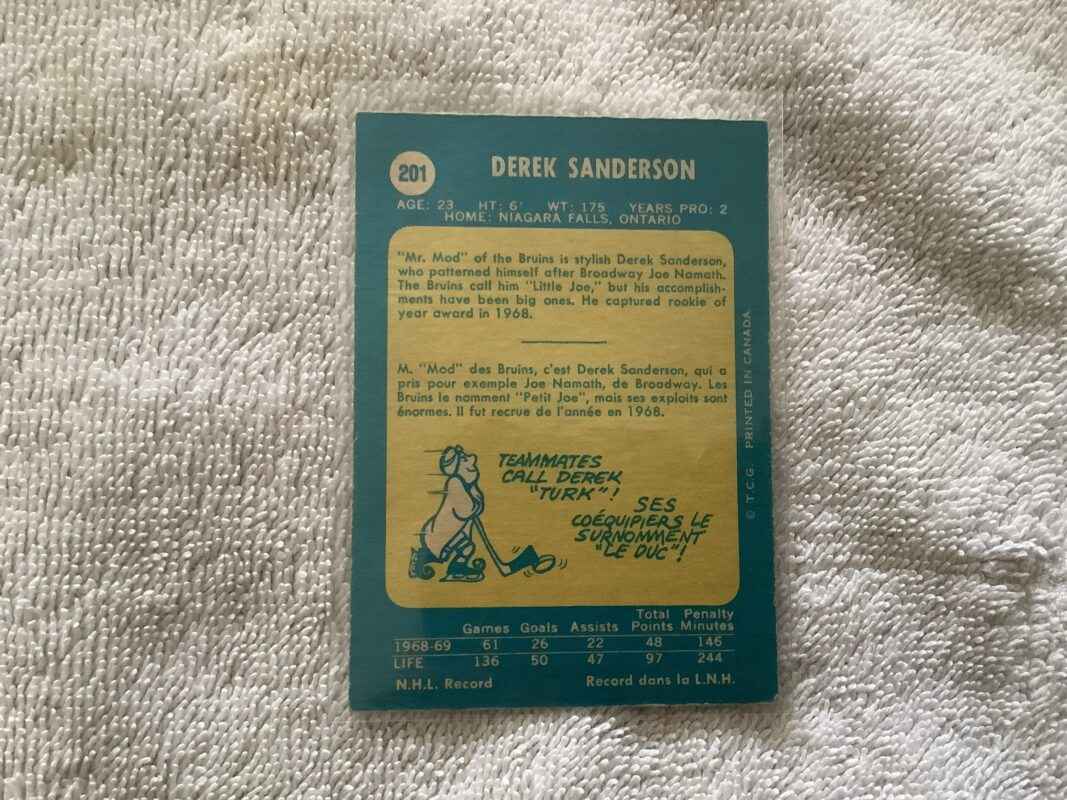 201
DEREK SANDERSON
AGE: 23 HT: 6' WT: 175 YEARS PRO: 2
HOME: NIAGARA FALLS, ONTARIO
"Mr. Mod" of the Bruins is stylish Derek Sanderson,
who patterned himself after Broadway Joe Namath.
The Bruins call him "Little Joe," but his accomplish-
ments have been big ones. He captured rookie of
year award in 1968.
M. "Mod" des Bruins, c'est Derek Sanderson, qui a
pris pour exemple Joe Namath, de Broadway. Les
Bruins le nomment "Petit Joe", mais ses exploits sont
énormes. Il fut recrue de l'année en 1968.
TEAMMATES
CALL DEREK
"TURK"!
SES
COÉQUIPIERS LE
SURNOMMENT
"LE DUC"!
Games Goals Assists Total Points Penalty Minutes
1968-69 61 26 22 48 146
LIFE 136 50 47 97 244
N.H.L. Record Record dans la L.N.H.
© T.C.G. PRINTED IN CANADA